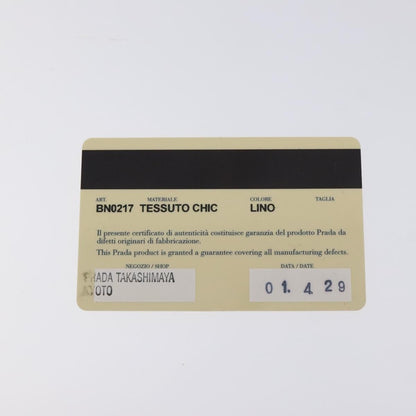 ART. MATERIALE COLORE TAGLIA
BN0217 TESSUTO CHIC LINO
Il presente certificato di autenticità costituisce garanzia del prodotto Prada da
difetti originari di fabbricazione.
This Prada product is granted a guarantee covering all manufacturing defects.
NEGOZIO / SHOP DATA / DATE
PRADA TAKASHIMAYA
KYOTO
01. 4. 29